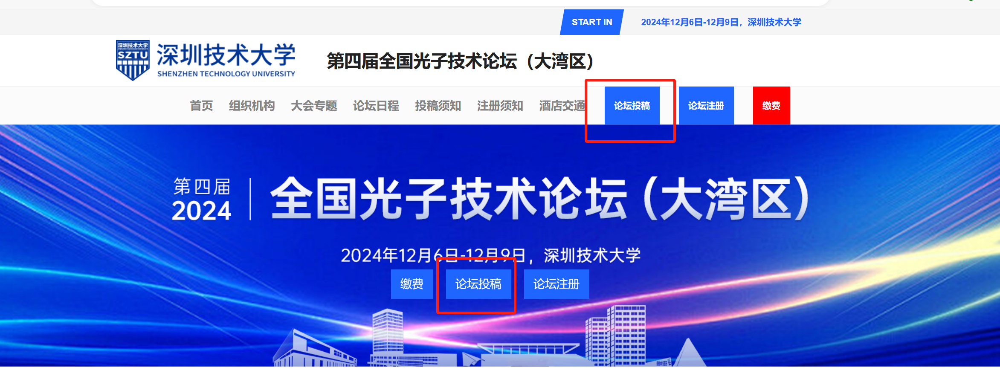 START IN
2024年12月6日-12月9日，深圳技术大学
深圳技术大学
SZTU
深圳技术大学
SHENZHEN TECHNOLOGY UNIVERSITY
第四届全国光子技术论坛（大湾区）
首页 组织机构 大会专题 论坛日程 投稿须知 注册须知 酒店交通 论坛投稿 论坛注册 缴费
第四届
2024
全国光子技术论坛（大湾区）
2024年12月6日-12月9日，深圳技术大学
缴费 论坛投稿 论坛注册